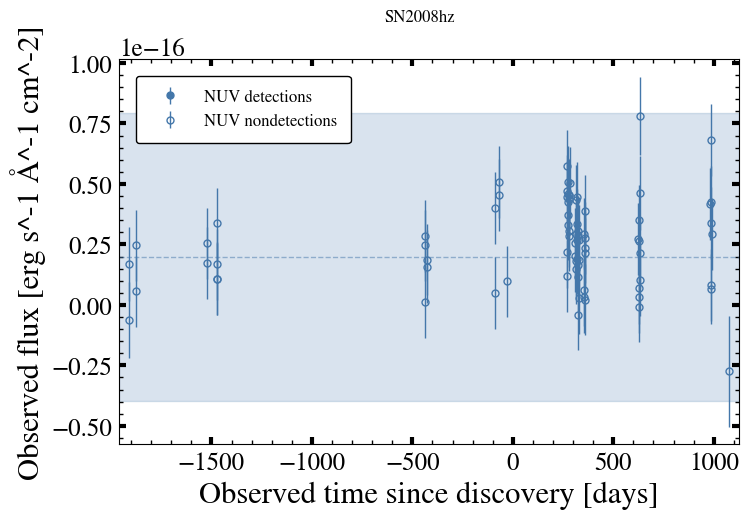 SN2008hz
1e−16
1.00
0.75
0.50
0.25
0.00
−0.25
−0.50
Observed flux [erg s^-1 Å^-1 cm^-2]
NUV detections
NUV nondetections
−1500 −1000 −500 0 500 1000
Observed time since discovery [days]